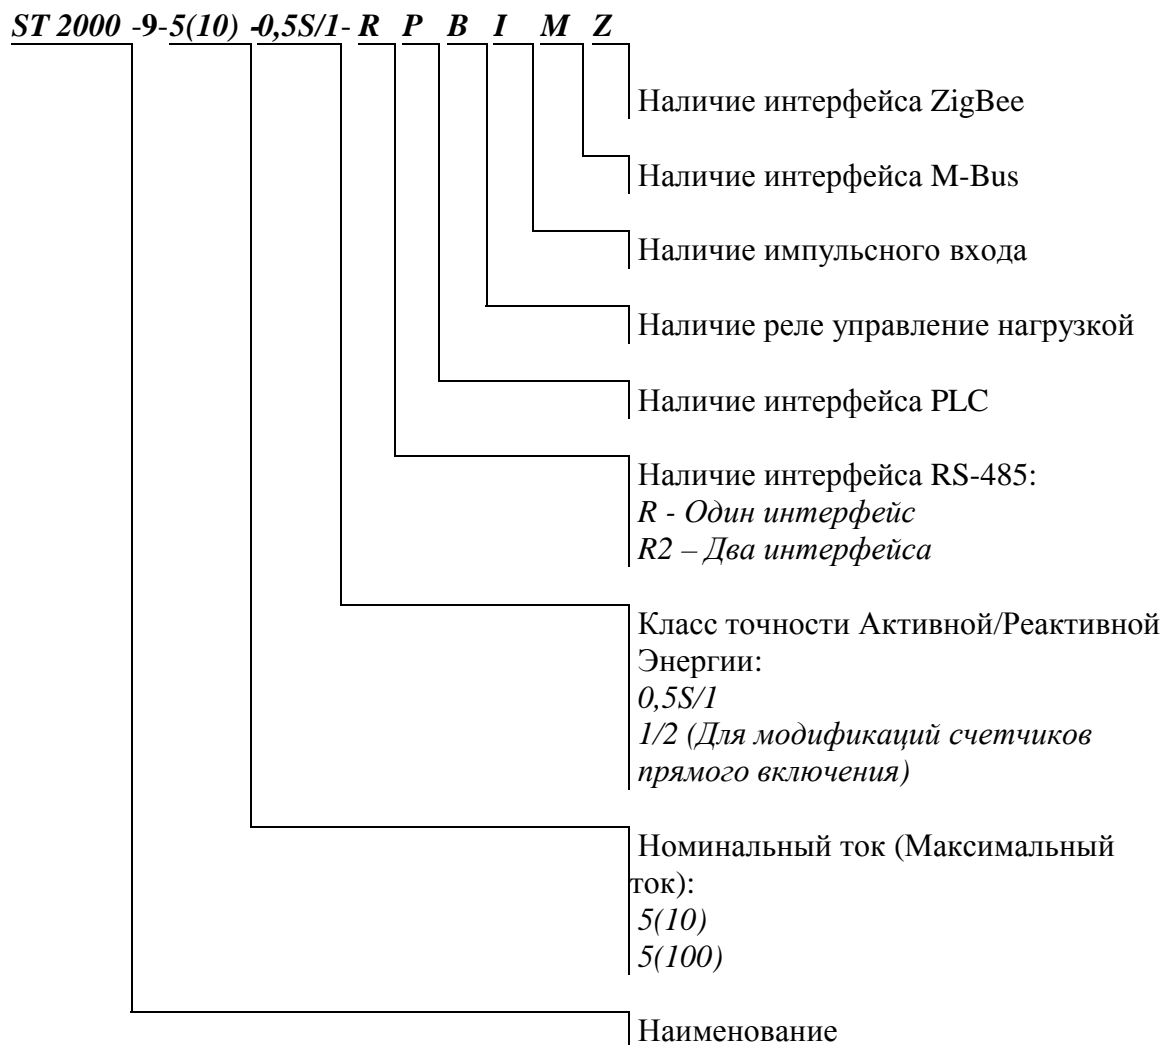 ST 2000 -9-5(10) -0,5S/1- R P B I M Z
Наличие интерфейса ZigBee
Наличие интерфейса M-Bus
Наличие импульсного входа
Наличие реле управление нагрузкой
Наличие интерфейса PLC
Наличие интерфейса RS-485:
R - Один интерфейс
R2 – Два интерфейса
Класс точности Активной/Реактивной
Энергии:
0,5S/1
1/2 (Для модификаций счетчиков
прямого включения)
Номинальный ток (Максимальный
ток):
5(10)
5(100)
Наименование